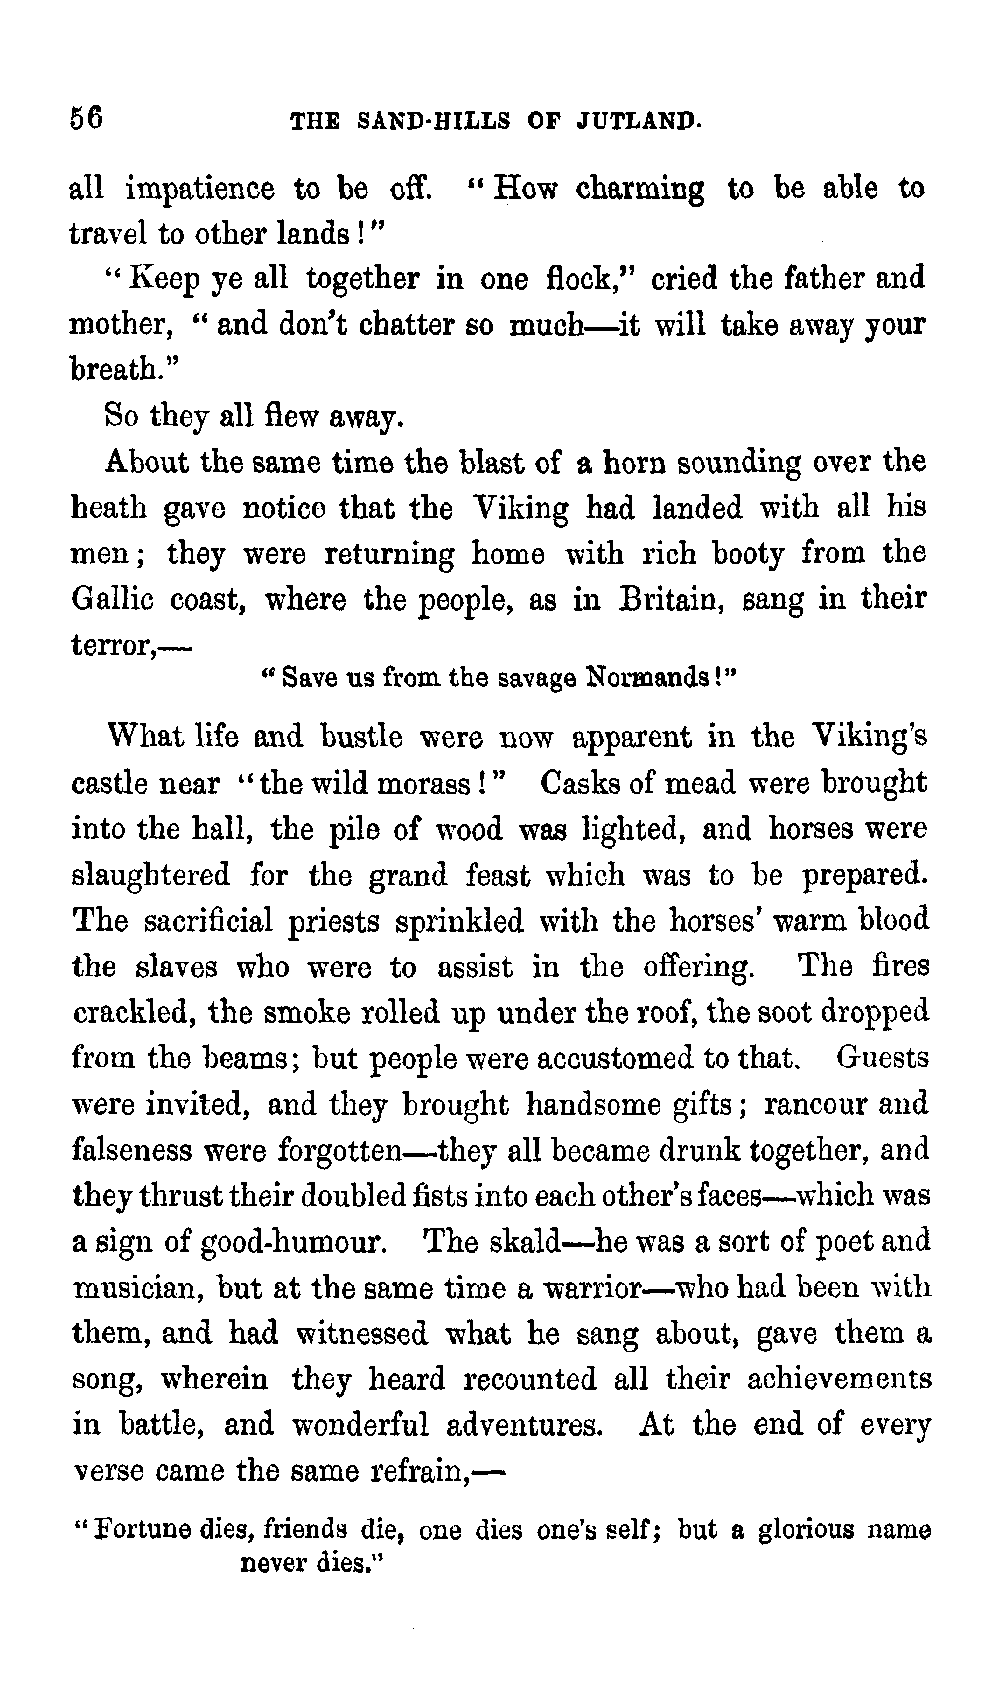 56 THE SAND-HILLS OF JUTLAND.
all impatience to be off. "How charming to be able to
travel to other lands!"
"Keep ye all together in one flock," cried the father and
mother, "and don't chatter so much—it will take away your
breath."
So they all flew away.
About the same time the blast of a horn sounding over the
heath gave notice that the Viking had landed with all his
men; they were returning home with rich booty from the
Gallic coast, where the people, as in Britain, sang in their
terror,—
"Save us from the savage Normands!"
What life and bustle were now apparent in the Viking's
castle near "the wild morass!" Casks of mead were brought
into the hall, the pile of wood was lighted, and horses were
slaughtered for the grand feast which was to be prepared.
The sacrificial priests sprinkled with the horses' warm blood
the slaves who were to assist in the offering. The fires
crackled, the smoke rolled up under the roof, the soot dropped
from the beams; but people were accustomed to that. Guests
were invited, and they brought handsome gifts; rancour and
falseness were forgotten—they all became drunk together, and
they thrust their doubled fists into each other's faces—which was
a sign of good-humour. The skald—he was a sort of poet and
musician, but at the same time a warrior—who had been with
them, and had witnessed what he sang about, gave them a
song, wherein they heard recounted all their achievements
in battle, and wonderful adventures. At the end of every
verse came the same refrain,—
"Fortune dies, friends die, one dies one's self; but a glorious name
never dies."